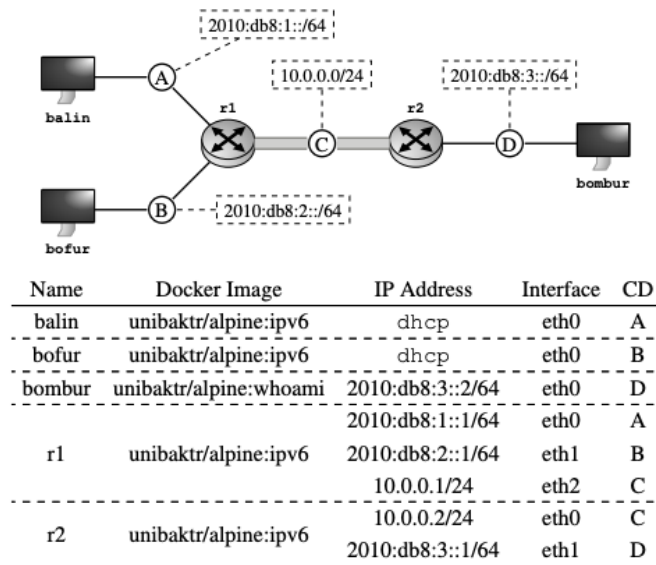 2010:db8:1::/64
A
10.0.0.0/24
2010:db8:3::/64
balin
r1
r2
C
D
bombur
B
2010:db8:2::/64
bofur
Name Docker Image IP Address Interface CD
balin unibaktr/alpine:ipv6 dhcp eth0 A
bofur unibaktr/alpine:ipv6 dhcp eth0 B
bombur unibaktr/alpine:whoami 2010:db8:3::2/64 eth0 D
2010:db8:1::1/64 eth0 A
r1 unibaktr/alpine:ipv6 2010:db8:2::1/64 eth1 B
10.0.0.1/24 eth2 C
r2 unibaktr/alpine:ipv6 10.0.0.2/24 eth0 C
2010:db8:3::1/64 eth1 D